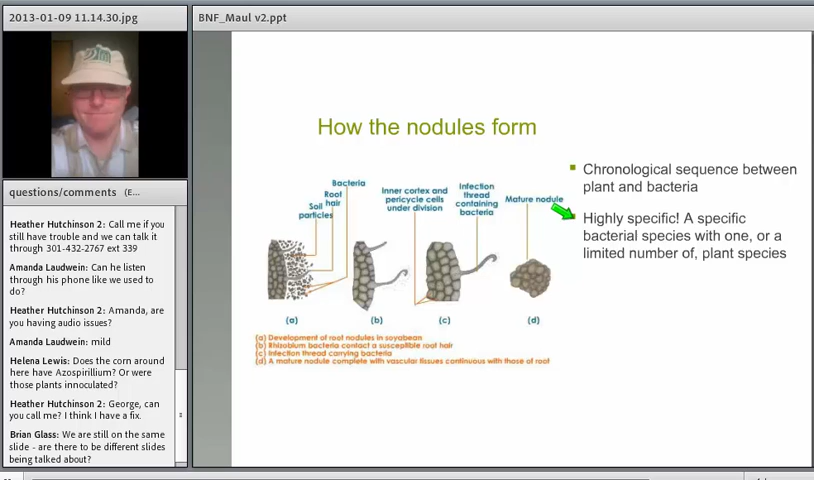 2013-01-09 11.14.30.jpg
BNF_Maul v2.ppt
questions/comments (E...
Heather Hutchinson 2: Call me if you
still have trouble and we can talk it
through 301-432-2767 ext 339
Amanda Laudwein: Can he listen
through his phone like we used to
do?
Heather Hutchinson 2: Amanda, are
you having audio issues?
Amanda Laudwein: mild
Helena Lewis: Does the corn around
here have Azospirillium? Or were
those plants innoculated?
Heather Hutchinson 2: George, can
you call me? I think I have a fix.
Brian Glass: We are still on the same
slide - are there to be different slides
being talked about?
How the nodules form
Bacteria
Root
hair
Soil
particles
Inner cortex and
pericycle cells
under division
Infection
thread
containing
bacteria
Mature nodule
(a) (b) (c) (d)
(a) Development of root nodules in soyabean
(b) Rhizobium bacteria contact a susceptible root hair
(c) Infection thread carrying bacteria
(d) A mature nodule complete with vascular tissues continuous with those of root
Chronological sequence between
plant and bacteria
Highly specific! A specific
bacterial species with one, or a
limited number of, plant species